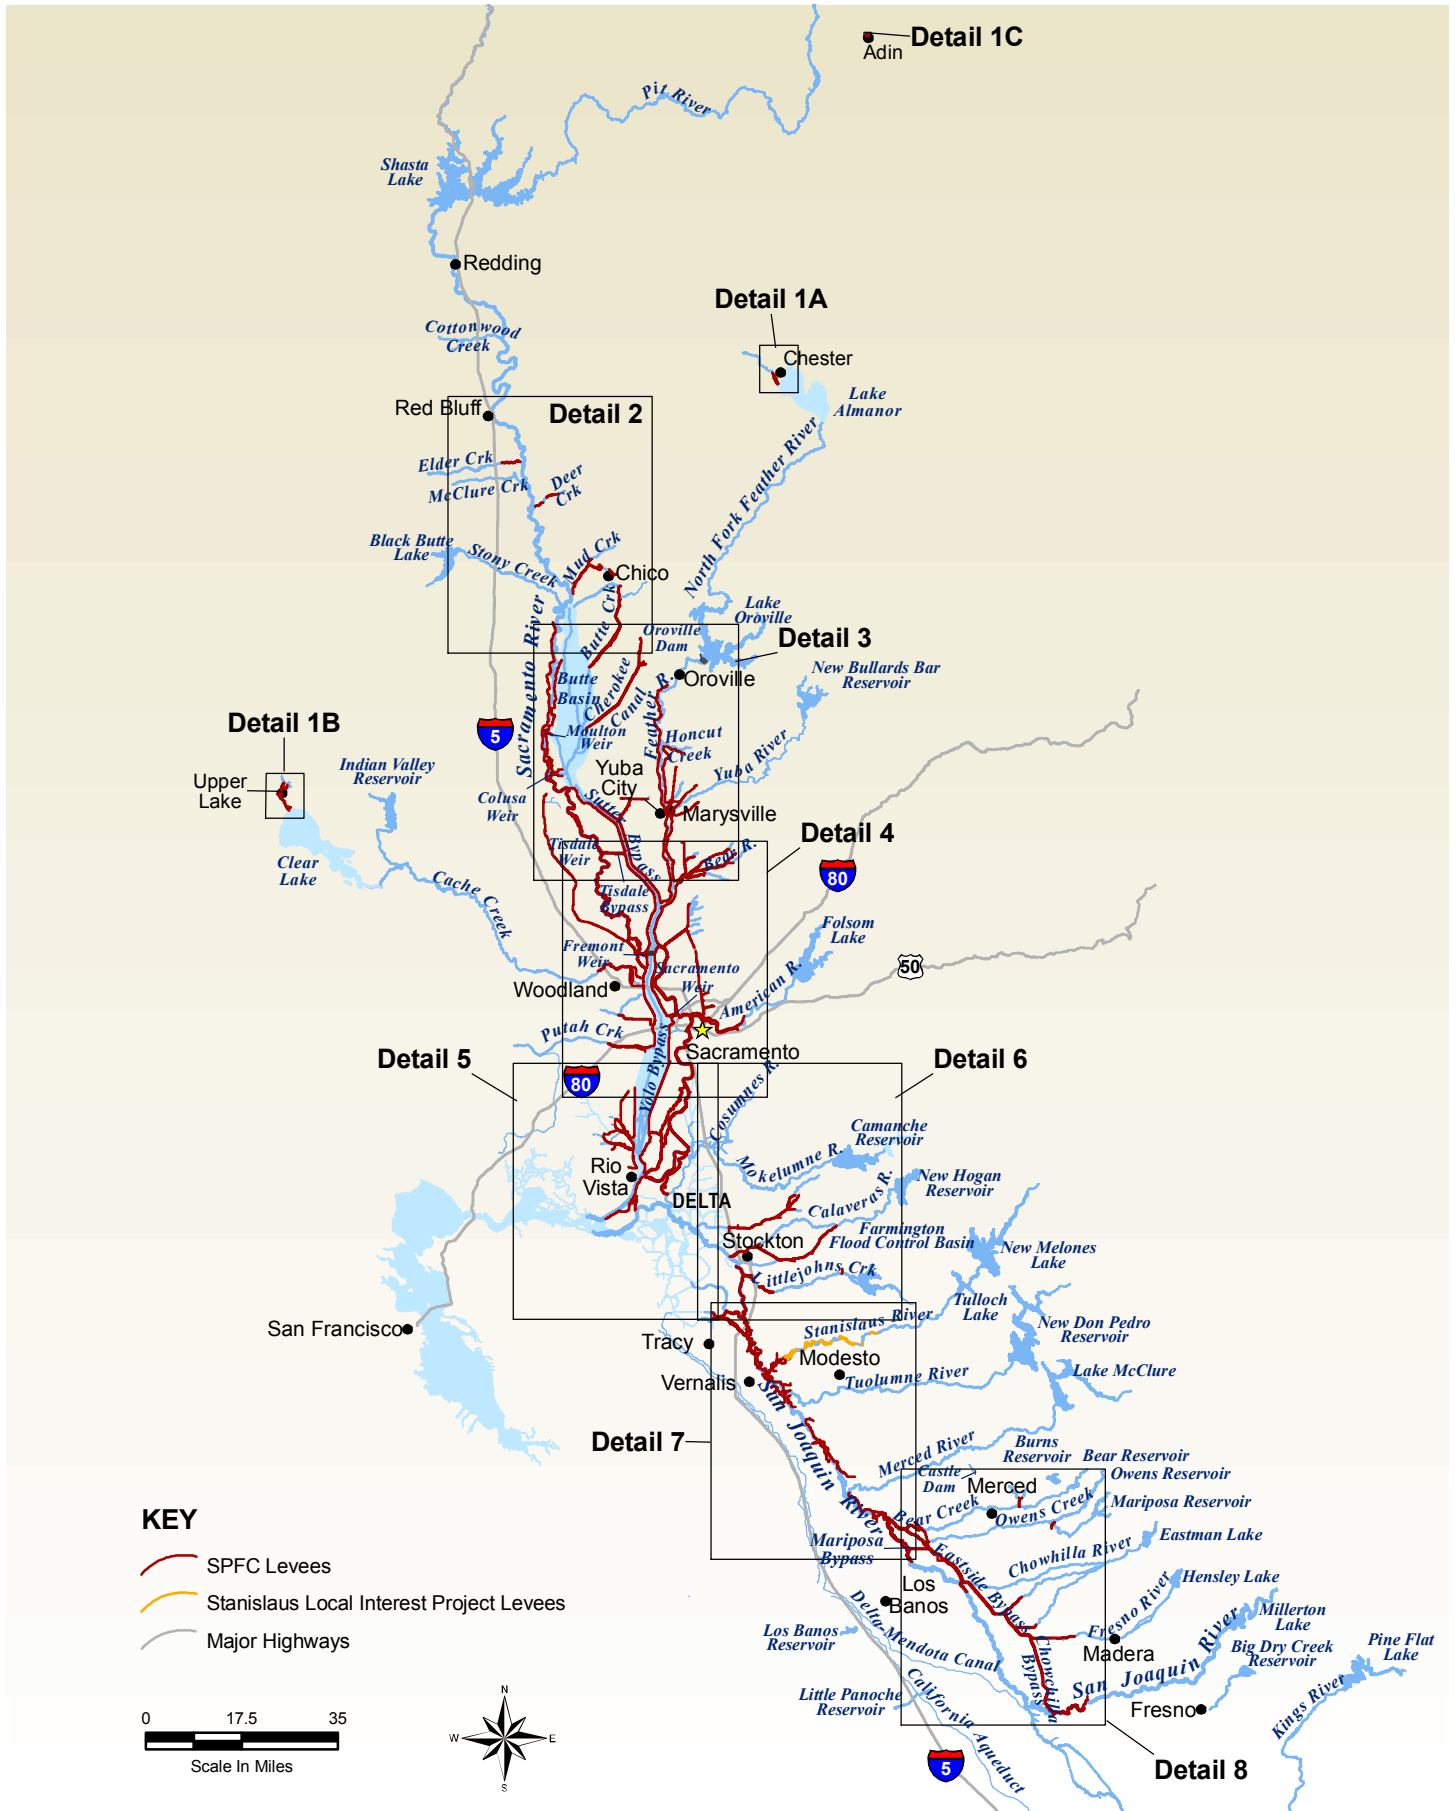 Detail 1C
Adin
Pit River
Shasta
Lake
Redding
Detail 1A
Cottonwood
Creek
Chester
Lake
Almanor
Red Bluff
Detail 2
Elder Crk
McClure Crk
Deer
Crk
North Fork Feather River
Black Butte
Lake
Stony Creek
Mud Crk
Chico
Sacramento River
Butte Crk
Lake
Oroville
Oroville
Dam
Detail 3
New Bullards Bar
Reservoir
Oroville
Butte
Basin
Cherokee
Canal
Feather R.
Detail 1B
5
Moulton
Weir
Honcut
Creek
Yuba River
Indian Valley
Reservoir
Upper
Lake
Yuba
City
Colusa
Weir
Sutter Bypass
Marysville
Detail 4
Tisdale
Weir
Bear R.
Clear
Lake
80
Cache Creek
Tisdale
Bypass
Folsom
Lake
Fremont
Weir
Sacramento
Weir
50
Woodland
American R.
Putah Crk
Sacramento
Detail 5
Detail 6
80
Yolo Bypass
Cosumnes R.
Camanche
Reservoir
Mokelumne R.
Rio
Vista
New Hogan
Reservoir
DELTA
Calaveras R.
Farmington
Flood Control Basin
Stockton
New Melones
Lake
Littlejohns Crk
Tulloch
Lake
San Francisco
Stanislaus River
New Don Pedro
Reservoir
Tracy
Modesto
Lake McClure
Vernalis
Tuolumne River
San Joaquin River
Detail 7
Merced River
Burns
Reservoir
Bear Reservoir
Castle
Dam
Owens Reservoir
Merced
Mariposa Reservoir
Bear Creek
Owens Creek
Mariposa
Bypass
Eastman Lake
Chowhilla River
Eastside Bypass
Hensley Lake
Los
Banos
Fresno River
Millerton
Lake
Delta-Mendota Canal
Los Banos
Reservoir
Madera
Big Dry Creek
Reservoir
Pine Flat
Lake
Chowchilla
Bypass
San Joaquin River
Little Panoche
Reservoir
California Aqueduct
Fresno
Kings River
5
Detail 8
KEY
SPFC Levees
Stanislaus Local Interest Project Levees
Major Highways
0 17.5 35
Scale In Miles
N
W E
S